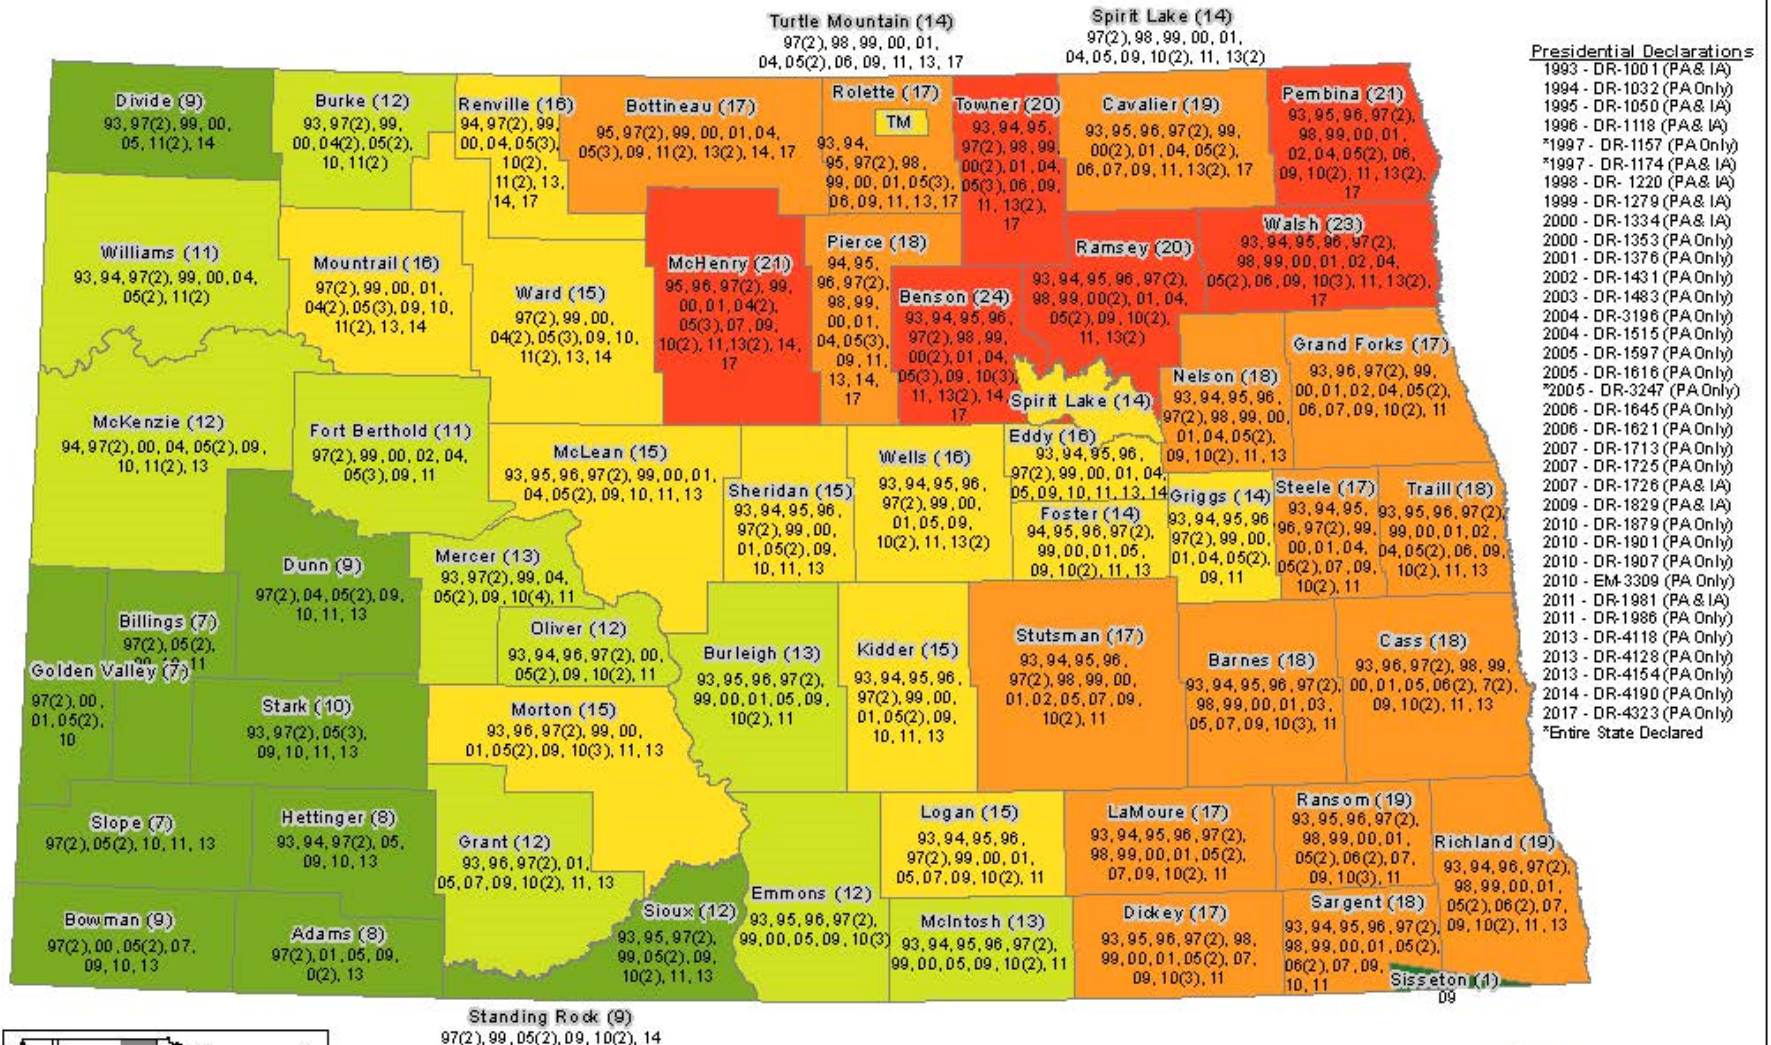 Turtle Mountain (14)
97(2), 98, 99, 00, 01,
04, 05(2), 06, 09, 11, 13, 17
Spirit Lake (14)
97(2), 98, 99, 00, 01,
04, 05, 09, 10(2), 11, 13(2)
Presidential Declarations
1993 - DR-1001 (PA & IA)
1994 - DR-1032 (PA Only)
1995 - DR-1050 (PA & IA)
1996 - DR-1118 (PA & IA)
*1997 - DR-1157 (PA Only)
*1997 - DR-1174 (PA & IA)
1998 - DR- 1220 (PA & IA)
1999 - DR-1279 (PA & IA)
2000 - DR-1334 (PA & IA)
2000 - DR-1353 (PA Only)
2001 - DR-1376 (PA Only)
2002 - DR-1431 (PA Only)
2003 - DR-1483 (PA Only)
2004 - DR-3196 (PA Only)
2004 - DR-1515 (PA Only)
2005 - DR-1597 (PA Only)
2005 - DR-1616 (PA Only)
*2005 - DR-3247 (PA Only)
2006 - DR-1645 (PA Only)
2006 - DR-1621 (PA Only)
2007 - DR-1713 (PA Only)
2007 - DR-1725 (PA Only)
2007 - DR-1726 (PA & IA)
2009 - DR-1829 (PA & IA)
2010 - DR-1879 (PA Only)
2010 - DR-1901 (PA Only)
2010 - DR-1907 (PA Only)
2010 - EM-3309 (PA Only)
2011 - DR-1981 (PA & IA)
2011 - DR-1986 (PA Only)
2013 - DR-4118 (PA Only)
2013 - DR-4128 (PA Only)
2013 - DR-4154 (PA Only)
2014 - DR-4190 (PA Only)
2017 - DR-4323 (PA Only)
*Entire State Declared
Divide (9)
93, 97(2), 99, 00,
05, 11(2), 14
Burke (12)
93, 97(2), 99,
00, 04(2), 05(2),
10, 11(2)
Renville (16)
94, 97(2), 99,
00, 04, 05(3),
10(2),
11(2), 13,
14, 17
Bottineau (17)
95, 97(2), 99, 00, 01, 04,
05(3), 09, 11(2), 13(2), 14, 17
Rolette (17)
TM
93, 94,
95, 97(2), 98,
99, 00, 01, 05(3),
06, 09, 11, 13, 17
Towner (20)
93, 94, 95,
97(2), 98, 99,
00(2), 01, 04,
05(3), 06, 09,
11, 13(2),
17
Cavalier (19)
93, 95, 96, 97(2), 99,
00(2), 01, 04, 05(2),
06, 07, 09, 11, 13(2), 17
Pembina (21)
93, 95, 96, 97(2),
98, 99, 00, 01,
02, 04, 05(2), 06,
09, 10(2), 11, 13(2),
17
Williams (11)
93, 94, 97(2), 99, 00, 04,
05(2), 11(2)
Mountrail (16)
97(2), 99, 00, 01,
04(2), 05(3), 09, 10,
11(2), 13, 14
Ward (15)
97(2), 99, 00,
04(2), 05(3), 09, 10,
11(2), 13, 14
McHenry (21)
95, 96, 97(2), 99,
00, 01, 04(2),
05(3), 07, 09,
10(2), 11, 13(2), 14,
17
Pierce (18)
94, 95,
96, 97(2),
98, 99,
00, 01,
04, 05(3),
09, 11,
13, 14,
17
Benson (24)
93, 94, 95, 96,
97(2), 98, 99,
00(2), 01, 04,
05(3), 09, 10(3),
11, 13(2), 14,
17
Ramsey (20)
93, 94, 95, 96, 97(2),
98, 99, 00(2), 01, 04,
05(2), 09, 10(2),
11, 13(2)
Walsh (23)
93, 94, 95, 96, 97(2),
98, 99, 00, 01, 02, 04,
05(2), 06, 09, 10(3), 11, 13(2),
17
Spirit Lake (14)
Nelson (18)
93, 94, 95, 96,
97(2), 98, 99, 00,
01, 04, 05(2),
09, 10(2), 11, 13
Grand Forks (17)
93, 96, 97(2), 99,
00, 01, 02, 04, 05(2),
06, 07, 09, 10(2), 11
McKenzie (12)
94, 97(2), 00, 04, 05(2), 09,
10, 11(2), 13
Fort Berthold (11)
97(2), 99, 00, 02, 04,
05(3), 09, 11
McLean (15)
93, 95, 96, 97(2), 99, 00, 01,
04, 05(2), 09, 10, 11, 13
Sheridan (15)
93, 94, 95, 96,
97(2), 99, 00,
01, 05(2), 09,
10, 11, 13
Wells (16)
93, 94, 95, 96,
97(2), 99, 00,
01, 05, 09,
10(2), 11, 13(2)
Eddy (16)
93, 94, 95, 96,
97(2), 99, 00, 01, 04,
05, 09, 10, 11, 13, 14
Foster (14)
94, 95, 96, 97(2),
99, 00, 01, 05,
09, 10(2), 11, 13
Griggs (14)
93, 94, 95, 96
97(2), 99, 00,
01, 04, 05(2),
09, 11
Steele (17)
93, 94, 95,
96, 97(2), 99,
00, 01, 04,
05(2), 07, 09,
10(2), 11
Traill (18)
93, 95, 96, 97(2),
99, 00, 01, 02,
04, 05(2), 06, 09,
10(2), 11, 13
Dunn (9)
97(2), 04, 05(2), 09,
10, 11, 13
Mercer (13)
93, 97(2), 99, 04,
05(2), 09, 10(4), 11
Oliver (12)
93, 94, 96, 97(2), 00,
05(2), 09, 10(2), 11
Billings (7)
97(2), 05(2),
11
Golden Valley (7)
97(2), 00,
01, 05(2),
10
Stark (10)
93, 97(2), 05(3),
09, 10, 11, 13
Morton (15)
93, 96, 97(2), 99, 00,
01, 05(2), 09, 10(3), 11, 13
Burleigh (13)
93, 95, 96, 97(2),
99, 00, 01, 05, 09,
10(2), 11
Kidder (15)
93, 94, 95, 96,
97(2), 99, 00,
01, 05(2), 09,
10, 11, 13
Stutsman (17)
93, 94, 95, 96,
97(2), 98, 99, 00,
01, 02, 05, 07, 09,
10(2), 11
Barnes (18)
93, 94, 95, 96, 97(2),
98, 99, 00, 01, 03,
05, 07, 09, 10(3), 11
Cass (18)
93, 96, 97(2), 98, 99,
00, 01, 05, 06(2), 7(2),
09, 10(2), 11, 13
Slope (7)
97(2), 05(2), 10, 11, 13
Hettinger (8)
93, 94, 97(2), 05,
09, 10, 13
Grant (12)
93, 96, 97(2), 01,
05, 07, 09, 10(2), 11, 13
Bowman (9)
97(2), 00, 05(2), 07,
09, 10, 13
Adams (8)
97(2), 01, 05, 09,
0(2), 13
Sioux (12)
93, 95, 97(2),
99, 05(2), 09,
10(2), 11, 13
Emmons (12)
93, 95, 96, 97(2),
99, 00, 05, 09, 10(3)
Logan (15)
93, 94, 95, 96,
97(2), 99, 00, 01,
05, 07, 09, 10(2), 11
McIntosh (13)
93, 94, 95, 96, 97(2),
99, 00, 05, 09, 10(2), 11
LaMoure (17)
93, 94, 95, 96, 97(2),
98, 99, 00, 01, 05(2),
07, 09, 10(2), 11
Dickey (17)
93, 95, 96, 97(2), 98,
99, 00, 01, 05(2), 07,
09, 10(3), 11
Ransom (19)
93, 95, 96, 97(2),
98, 99, 00, 01,
05(2), 06(2), 07,
09, 10(3), 11
Sargent (18)
93, 94, 95, 96, 97(2),
98, 99, 00, 01, 05(2),
06(2), 07, 09,
10, 11
Richland (19)
93, 94, 96, 97(2),
98, 99, 00, 01,
05(2), 06(2), 07,
09, 10(2), 11, 13
Sisseton (1)
09
Standing Rock (9)
97(2), 99, 05(2), 09, 10(2), 14